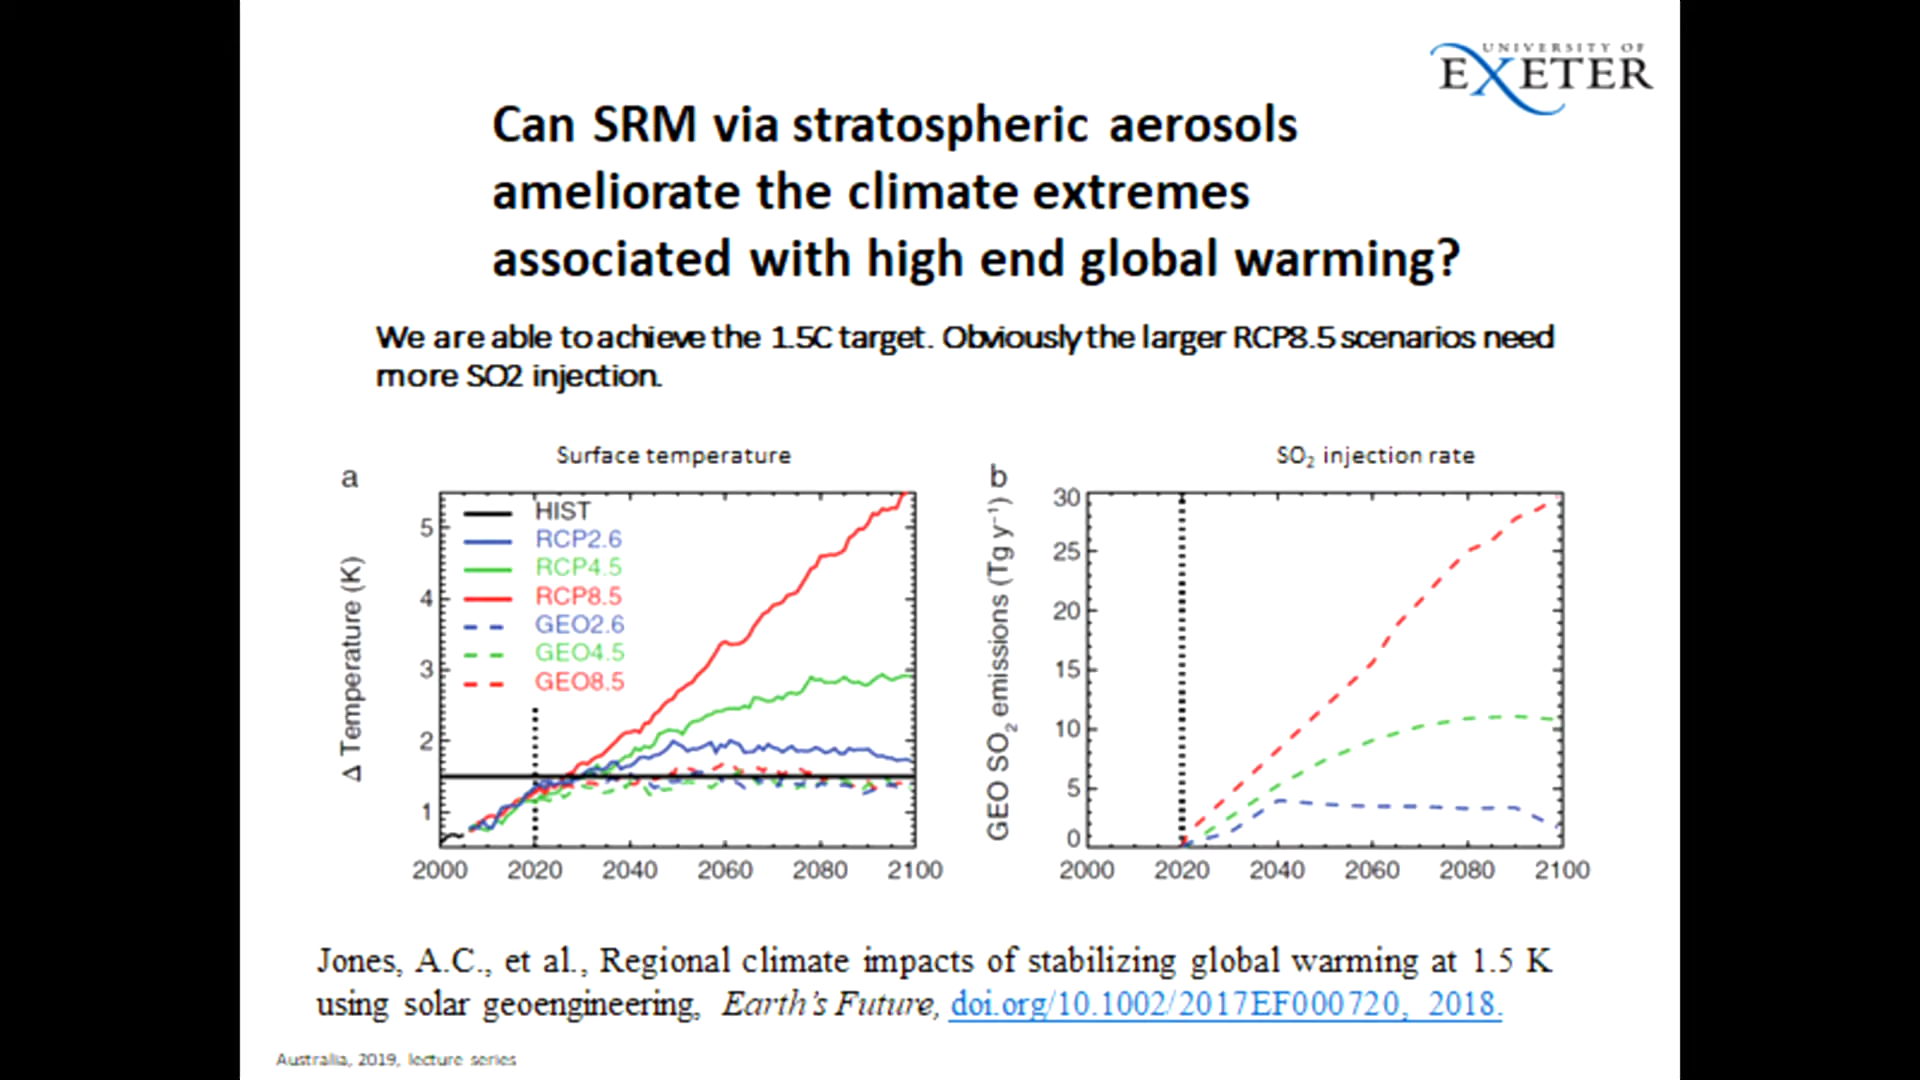 UNIVERSITY OF
EXETER
Can SRM via stratospheric aerosols
ameliorate the climate extremes
associated with high end global warming?
We are able to achieve the 1.5C target. Obviously the larger RCP8.5 scenarios need
more SO2 injection.
Surface temperature
a
Δ Temperature (K)
5
4
3
2
1
HIST
RCP2.6
RCP4.5
RCP8.5
GEO2.6
GEO4.5
GEO8.5
2000 2020 2040 2060 2080 2100
SO₂ injection rate
b
GEO SO₂ emissions (Tg y⁻¹)
30
25
20
15
10
5
0
2000 2020 2040 2060 2080 2100
Jones, A.C., et al., Regional climate impacts of stabilizing global warming at 1.5 K
using solar geoengineering, Earth's Future, doi.org/10.1002/2017EF000720, 2018.
Australia, 2019, lecture series